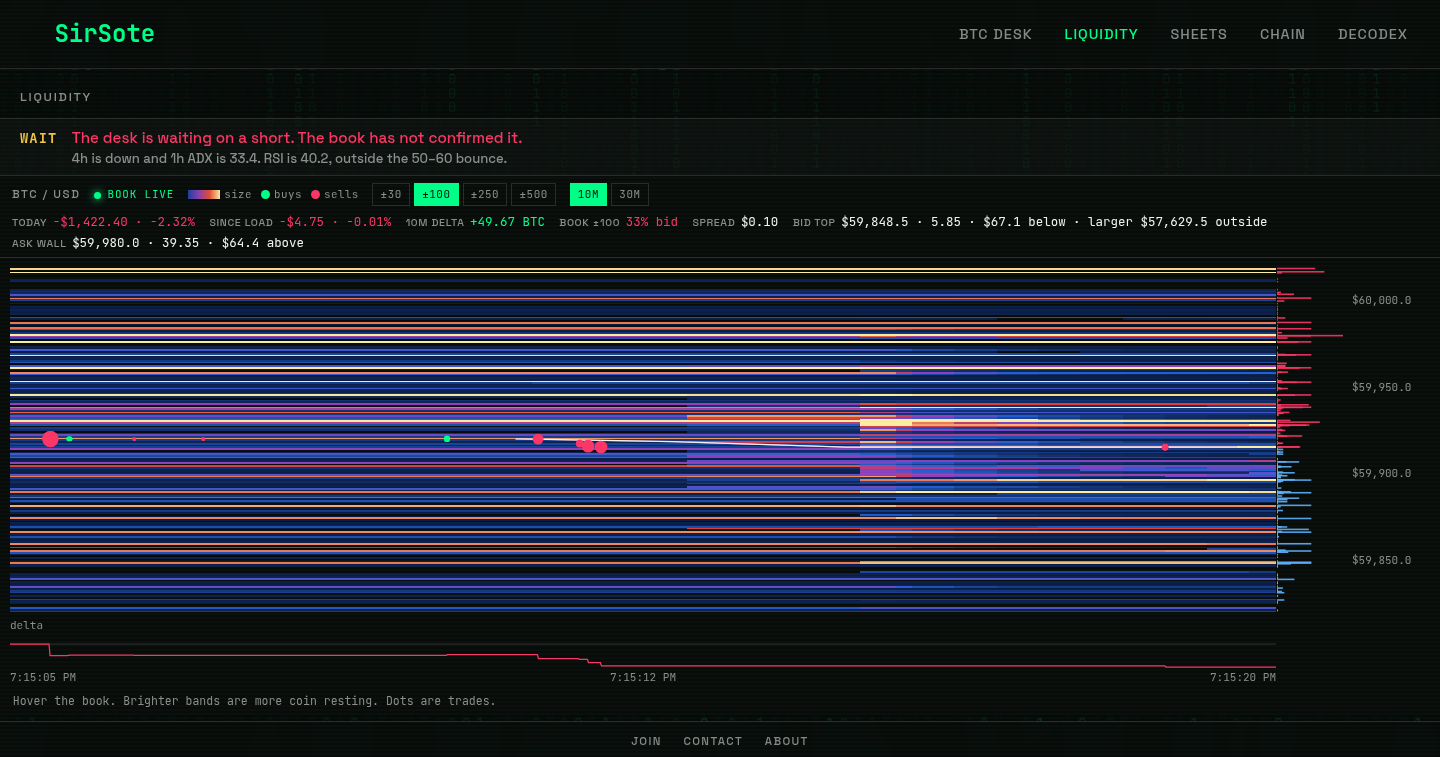 SirSote
BTC DESK LIQUIDITY SHEETS CHAIN DECODEX
LIQUIDITY
WAIT The desk is waiting on a short. The book has not confirmed it.
4h is down and 1h ADX is 33.4. RSI is 40.2, outside the 50–60 bounce.
BTC / USD BOOK LIVE size buys sells ±30 ±100 ±250 ±500 10M 30M
TODAY -$1,422.40 · -2.32% SINCE LOAD -$4.75 · -0.01% 10M DELTA +49.67 BTC BOOK ±100 33% bid SPREAD $0.10 BID TOP $59,848.5 · 5.85 · $67.1 below · larger $57,629.5 outside
ASK WALL $59,980.0 · 39.35 · $64.4 above
$60,000.0
$59,950.0
$59,900.0
$59,850.0
delta
7:15:05 PM 7:15:12 PM 7:15:20 PM
Hover the book. Brighter bands are more coin resting. Dots are trades.
JOIN CONTACT ABOUT